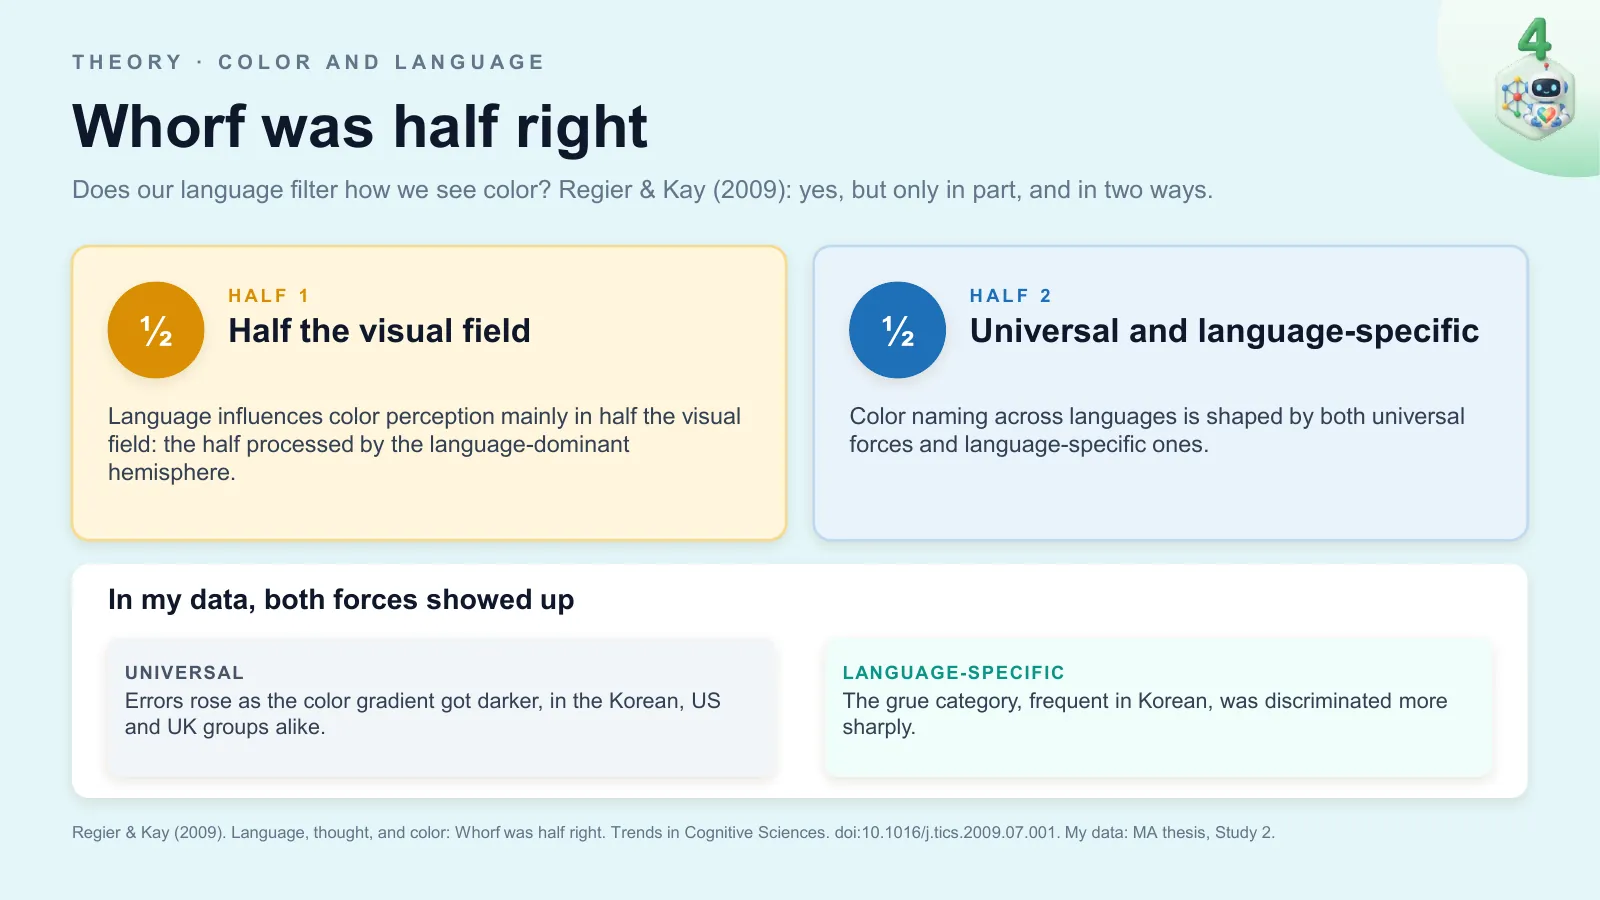 THEORY · COLOR AND LANGUAGE
4
Whorf was half right
Does our language filter how we see color? Regier & Kay (2009): yes, but only in part, and in two ways.
½
HALF 1
Half the visual field
Language influences color perception mainly in half the visual
field: the half processed by the language-dominant
hemisphere.
½
HALF 2
Universal and language-specific
Color naming across languages is shaped by both universal
forces and language-specific ones.
In my data, both forces showed up
UNIVERSAL
Errors rose as the color gradient got darker, in the Korean, US
and UK groups alike.
LANGUAGE-SPECIFIC
The grue category, frequent in Korean, was discriminated more
sharply.
Regier & Kay (2009). Language, thought, and color: Whorf was half right. Trends in Cognitive Sciences. doi:10.1016/j.tics.2009.07.001. My data: MA thesis, Study 2.